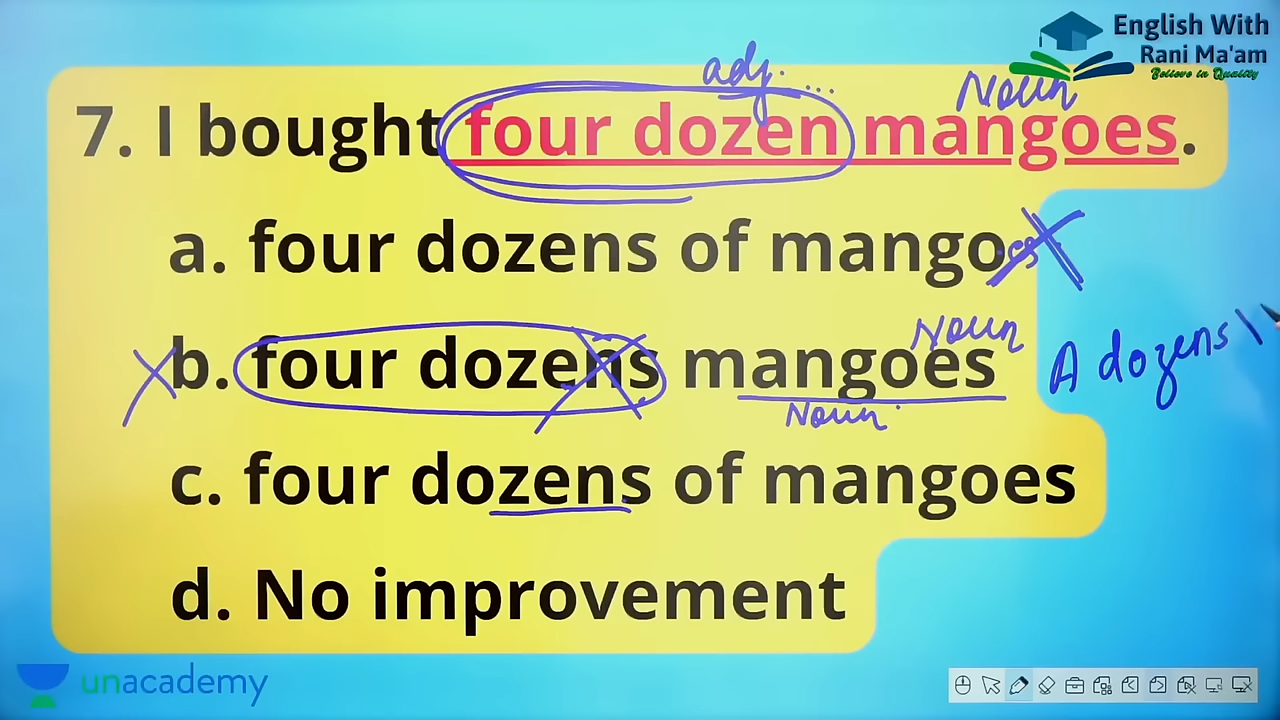 English With
Rani Ma'am
Believe in Quality
adj. ...
Noun
7. I bought four dozen mangoes.
a. four dozens of mango
Noun
b. four dozens mangoes
A dozens
Noun
c. four dozens of mangoes
d. No improvement
unacademy